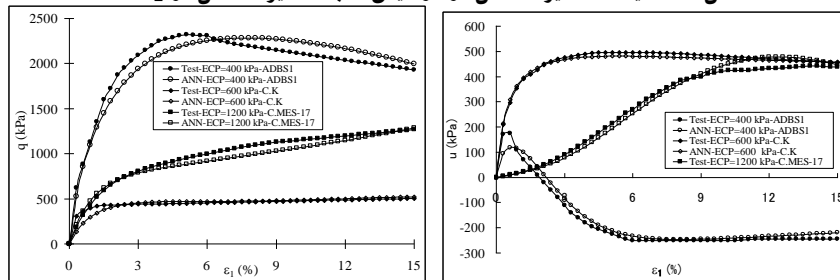 2500
2000
1500
1000
500
0
q (kPa)
0 3 6 9 12 15
ε1 (%)
Test-ECP=400 kPa-ADBS1
ANN-ECP=400 kPa-ADBS1
Test-ECP=600 kPa-C.K
ANN-ECP=600 kPa-C.K
Test-ECP=1200 kPa-C.MES-17
ANN-ECP=1200 kPa-C.MES-17
600
500
400
300
200
100
0
-100
-200
-300
u (kPa)
0 3 6 9 12 15
ε1 (%)
Test-ECP=400 kPa-ADBS1
ANN-ECP=400 kPa-ADBS1
Test-ECP=600 kPa-C.K
ANN-ECP=600 kPa-C.K
Test-ECP=1200 kPa-C.MES-17